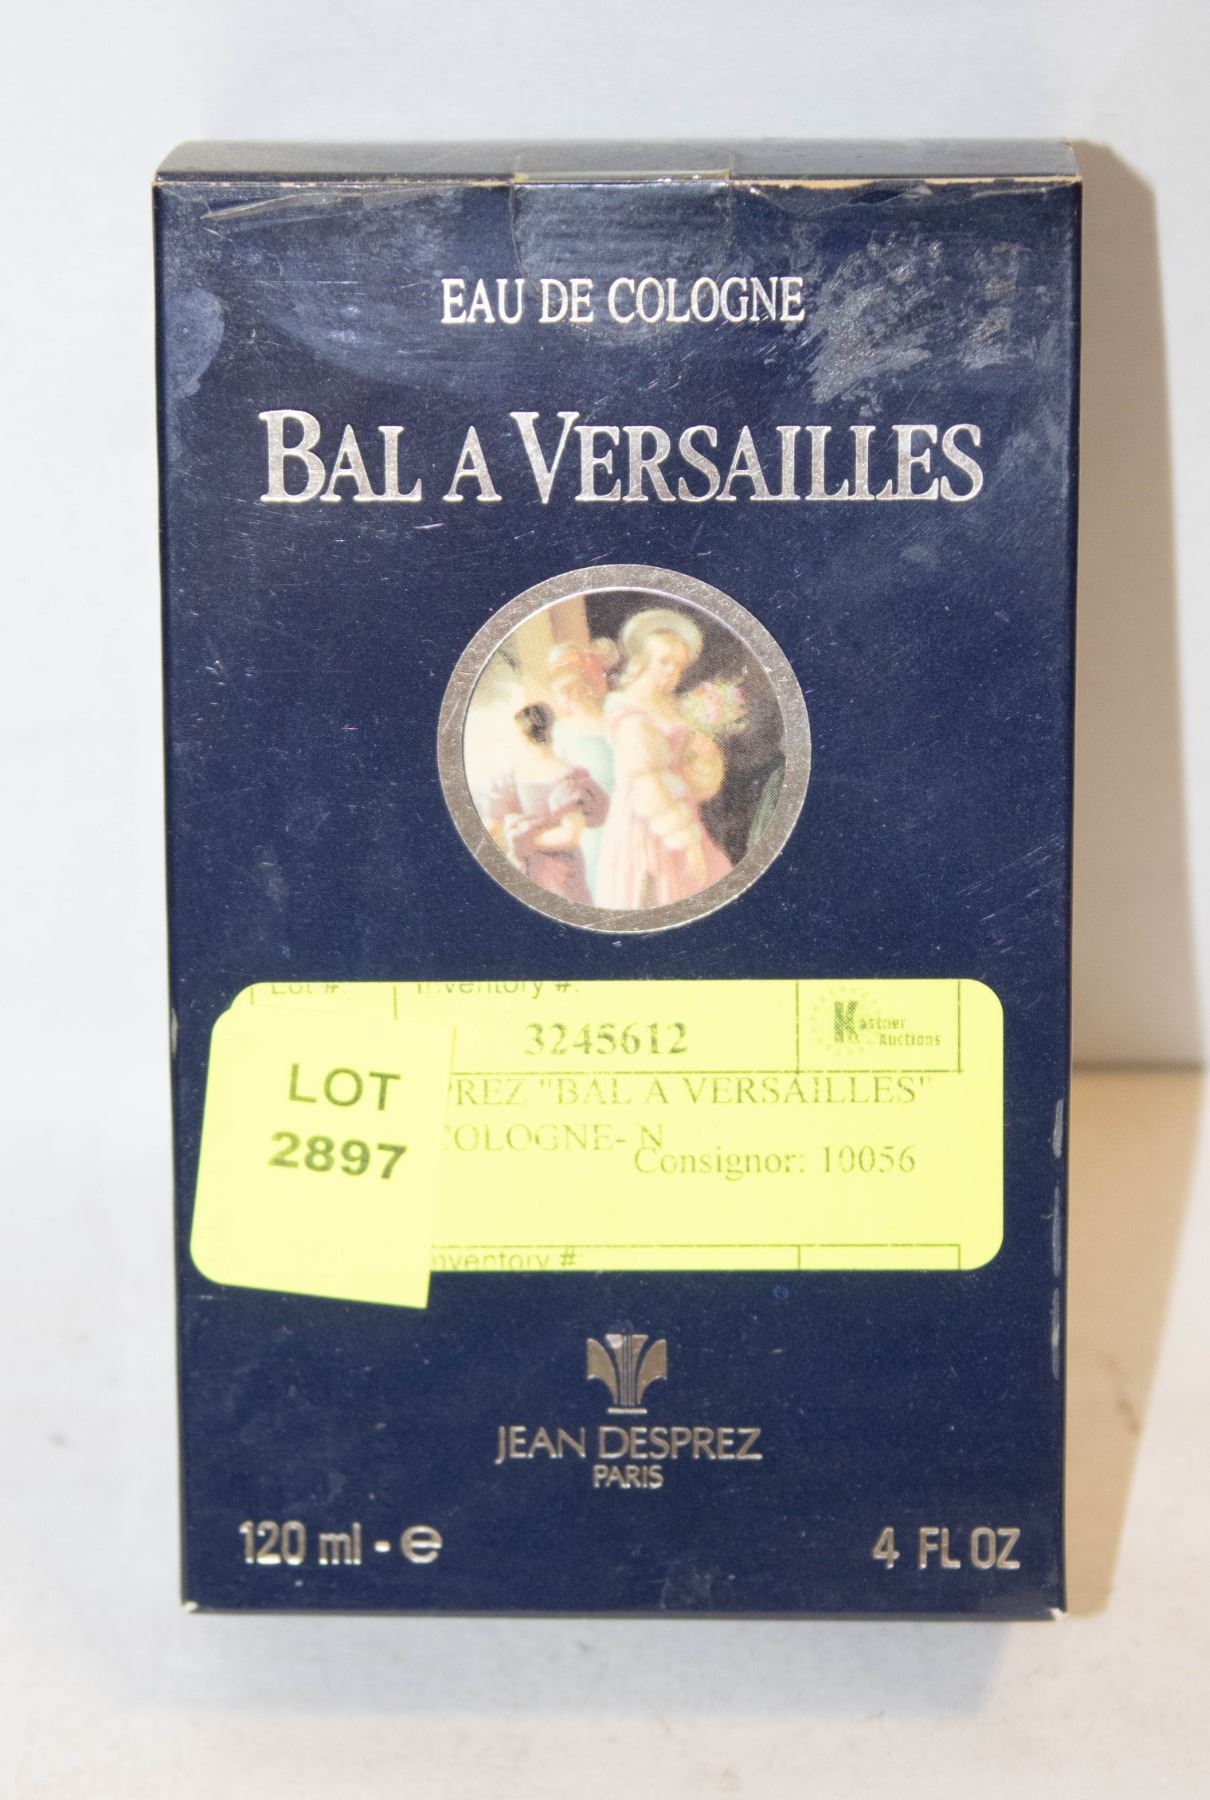 EAU DE COLOGNE
BAL A VERSAILLES
Lot #: Inventory #:
3245612
Kastner
Auctions
LOT
2897
PREZ "BAL A VERSAILLES"
COLOGNE- N
Consignor: 10056
Inventory #:
JEAN DESPREZ
PARIS
120 ml - e 4 FL OZ